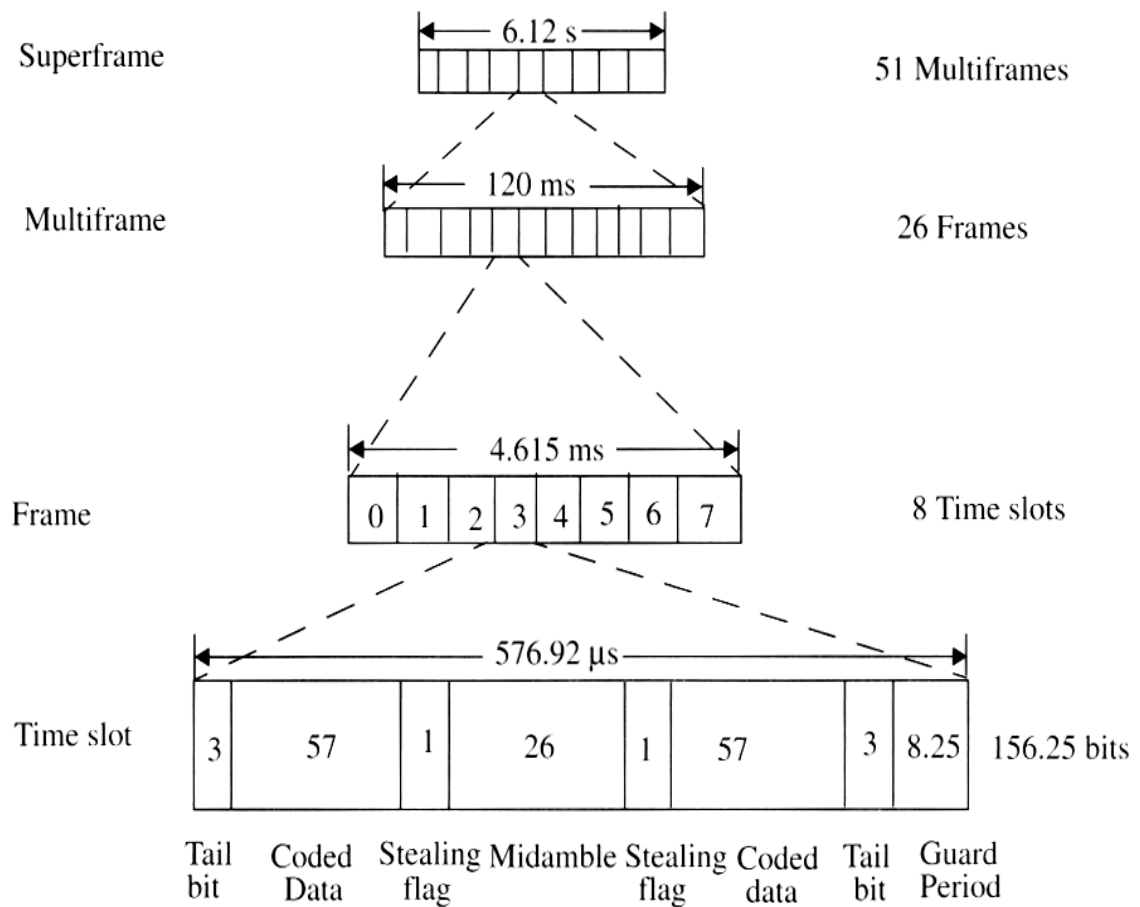 6.12 s
Superframe
51 Multiframes
120 ms
Multiframe
26 Frames
4.615 ms
Frame
0 1 2 3 4 5 6 7
8 Time slots
576.92 μs
Time slot
3 57 1 26 1 57 3 8.25
156.25 bits
Tail Coded Stealing Midamble Stealing Coded Tail Guard
bit Data flag flag data bit Period